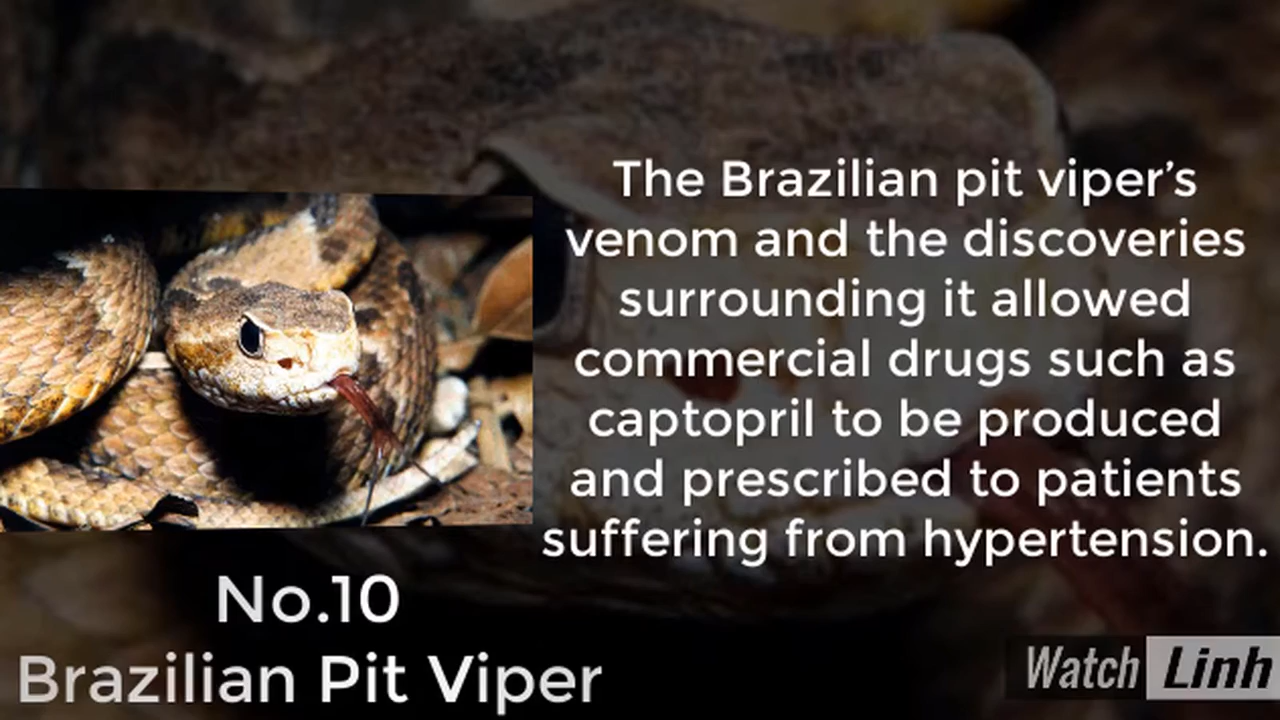 The Brazilian pit viper’s
venom and the discoveries
surrounding it allowed
commercial drugs such as
captopril to be produced
and prescribed to patients
suffering from hypertension.
No.10
Brazilian Pit Viper
Watch Linh